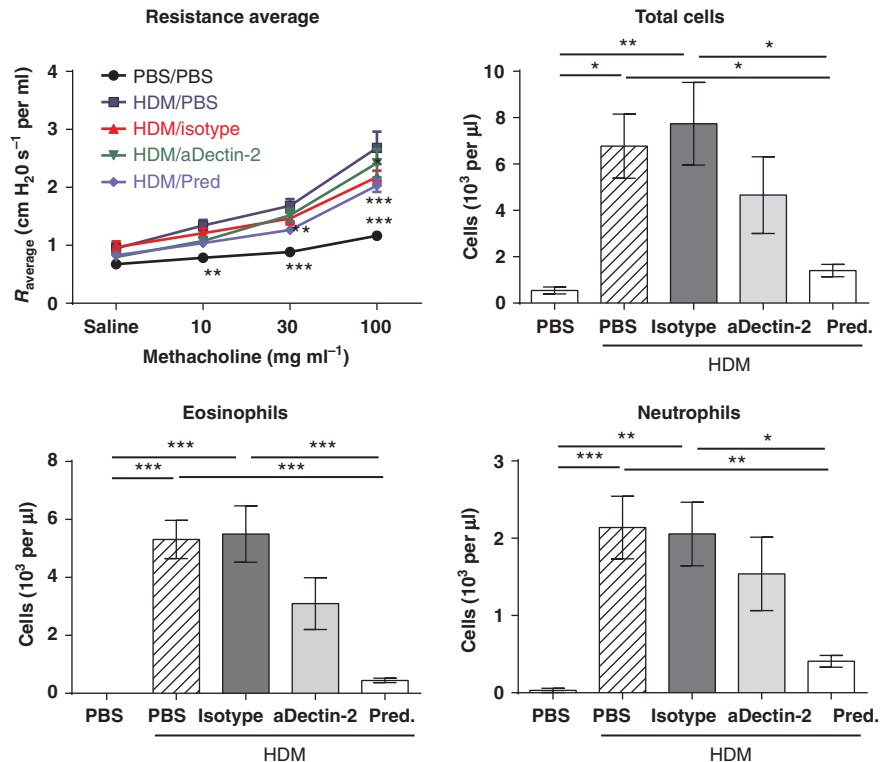 Resistance average
4
3
2
1
0
R average (cm H20 s–1 per ml)
PBS/PBS
HDM/PBS
HDM/isotype
HDM/aDectin-2
HDM/Pred
**
**
***
*
***
***
Saline 10 30 100
Methacholine (mg ml–1)
Total cells
10
8
6
4
2
0
Cells (103 per µl)
** *
* *
PBS PBS Isotype aDectin-2 Pred.
HDM
Eosinophils
8
6
4
2
0
Cells (103 per µl)
*** ***
*** ***
PBS PBS Isotype aDectin-2 Pred.
HDM
Neutrophils
3
2
1
0
Cells (103 per µl)
** *
*** **
PBS PBS Isotype aDectin-2 Pred.
HDM